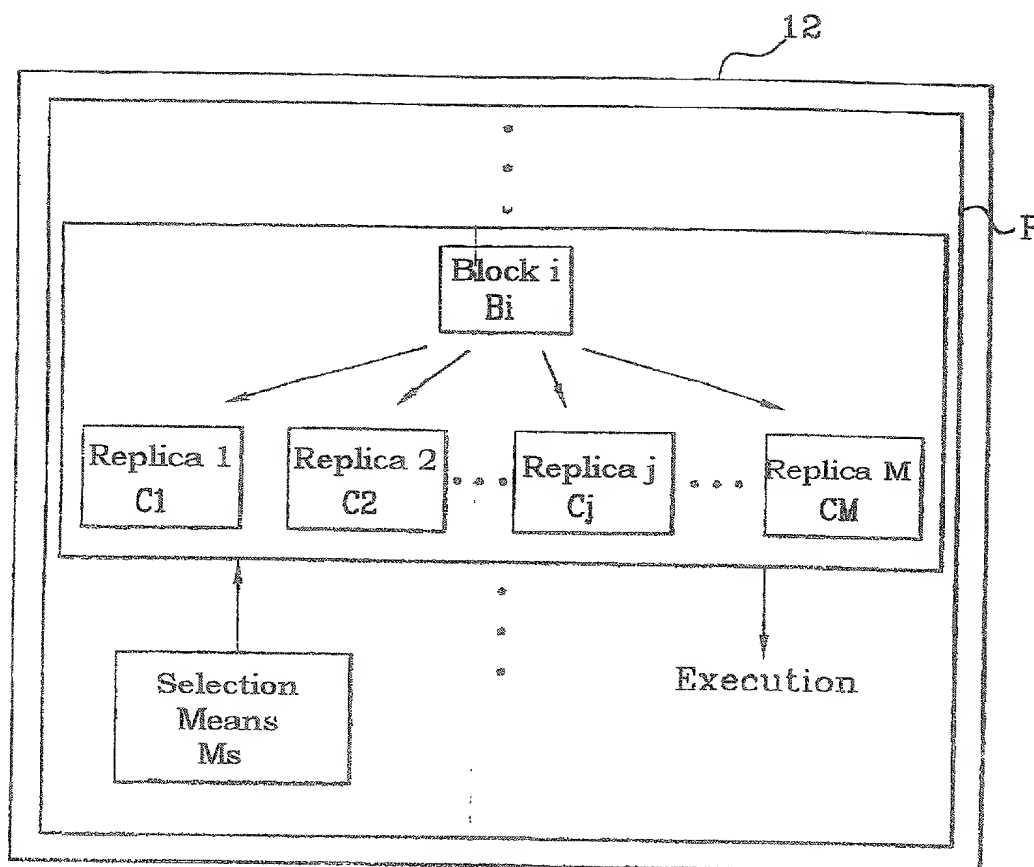 12
P
Block i
Bi
Replica 1
C1
Replica 2
C2
Replica j
Cj
Replica M
CM
Selection
Means
Ms
Execution